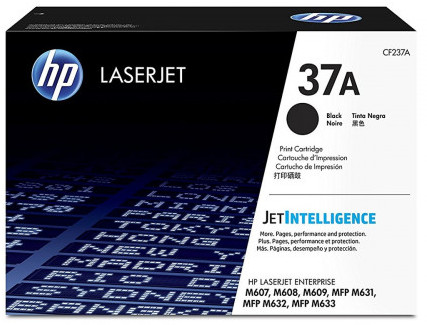 CF237A
hp
LASERJET
37A
Black Tinta Negra
Noire 黑色
Print Cartridge
Cartouche d'Impression
Cartucho de Impresión
打印硒鼓
JETINTELLIGENCE
More. Pages, performance and protection.
Plus. Pages, performance et protection.
Más. Páginas, desempeño y protección.
HP LASERJET ENTERPRISE
M607, M608, M609, MFP M631,
MFP M632, MFP M633